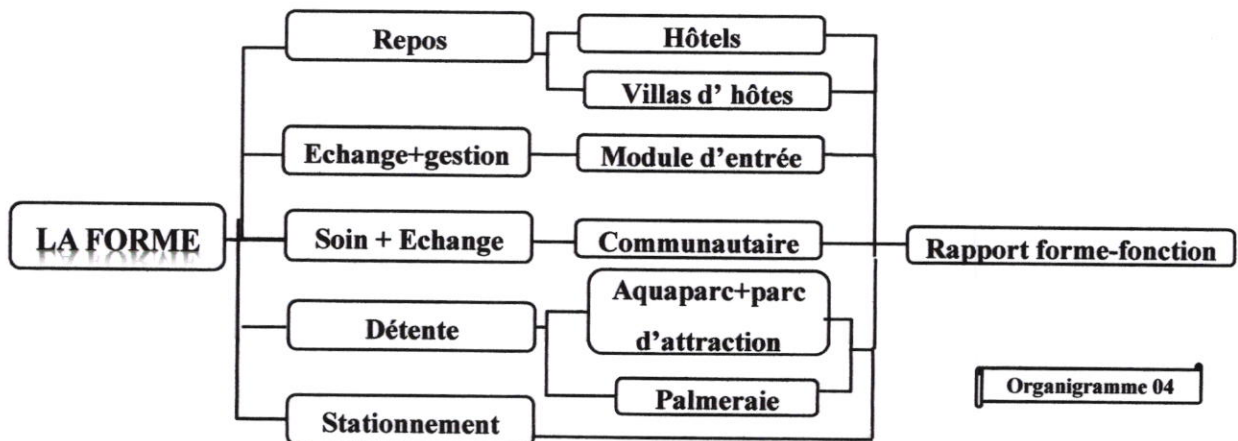 Repos
Hôtels
Villas d' hôtes
Echange+gestion
Module d'entrée
LA FORME
Soin + Echange
Communautaire
Rapport forme-fonction
Détente
Aquaparc+parc
d'attraction
Palmeraie
Stationnement
Organigramme 04